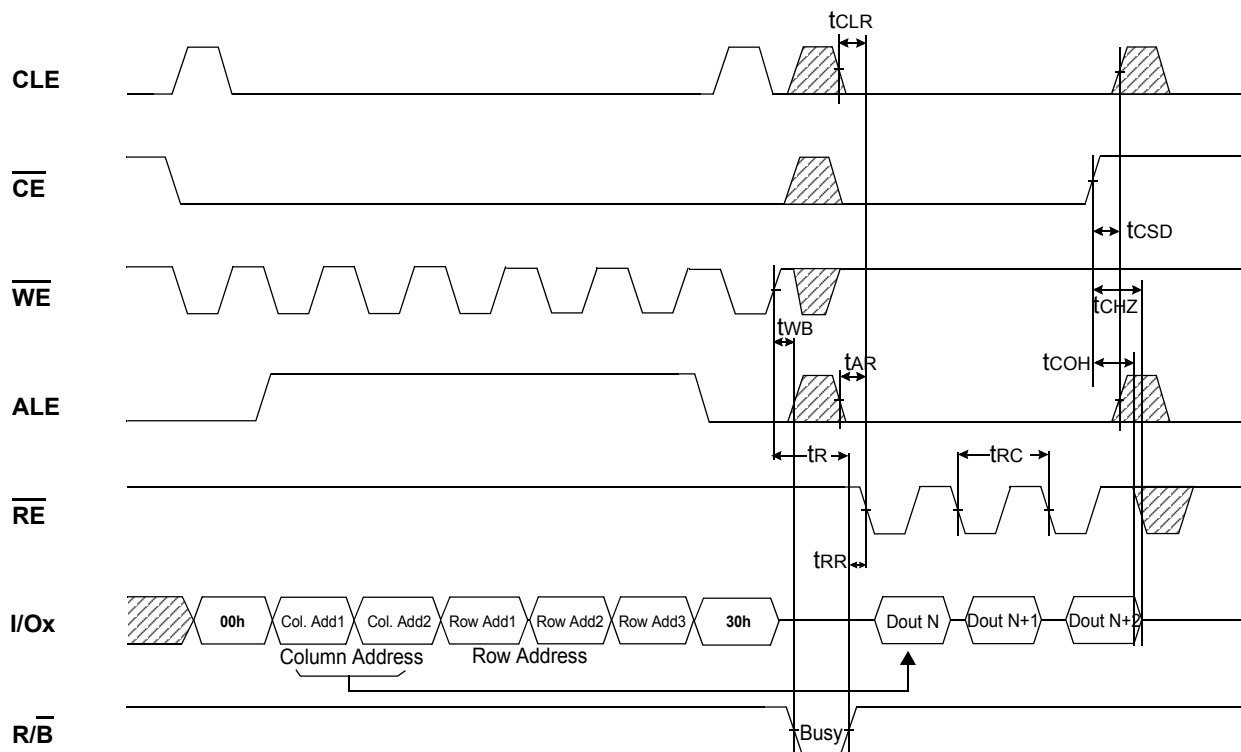 tCLR
CLE
CE
tCSD
WE
tCHZ
tWB
tAR
tCOH
ALE
tR
tRC
RE
tRR
I/Ox
00h
Col. Add1
Col. Add2
Row Add1
Row Add2
Row Add3
30h
Dout N
Dout N+1
Dout N+2
Column Address
Row Address
R/B
Busy